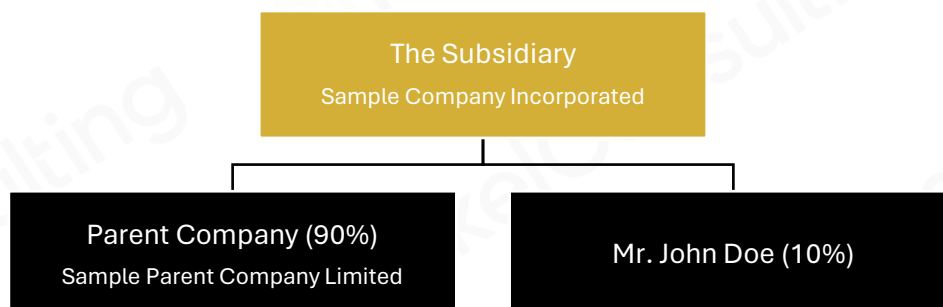 The Subsidiary
Sample Company Incorporated
Parent Company (90%)
Sample Parent Company Limited
Mr. John Doe (10%)